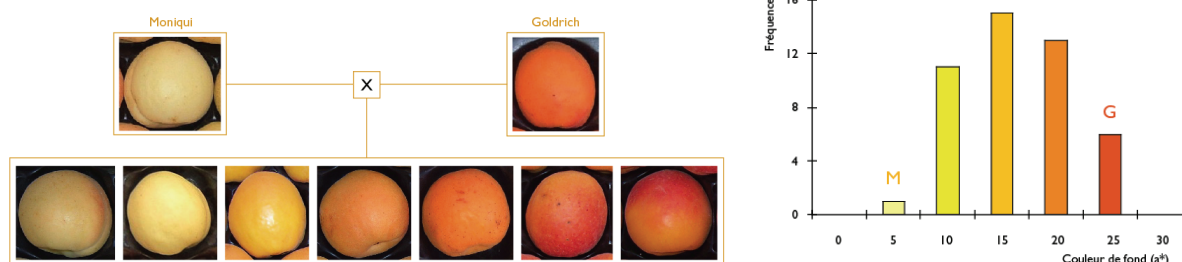 Moniqui
Goldrich
X
Fréquence
16
12
8
4
0
M
G
0 5 10 15 20 25 30
Couleur de fond (a*)